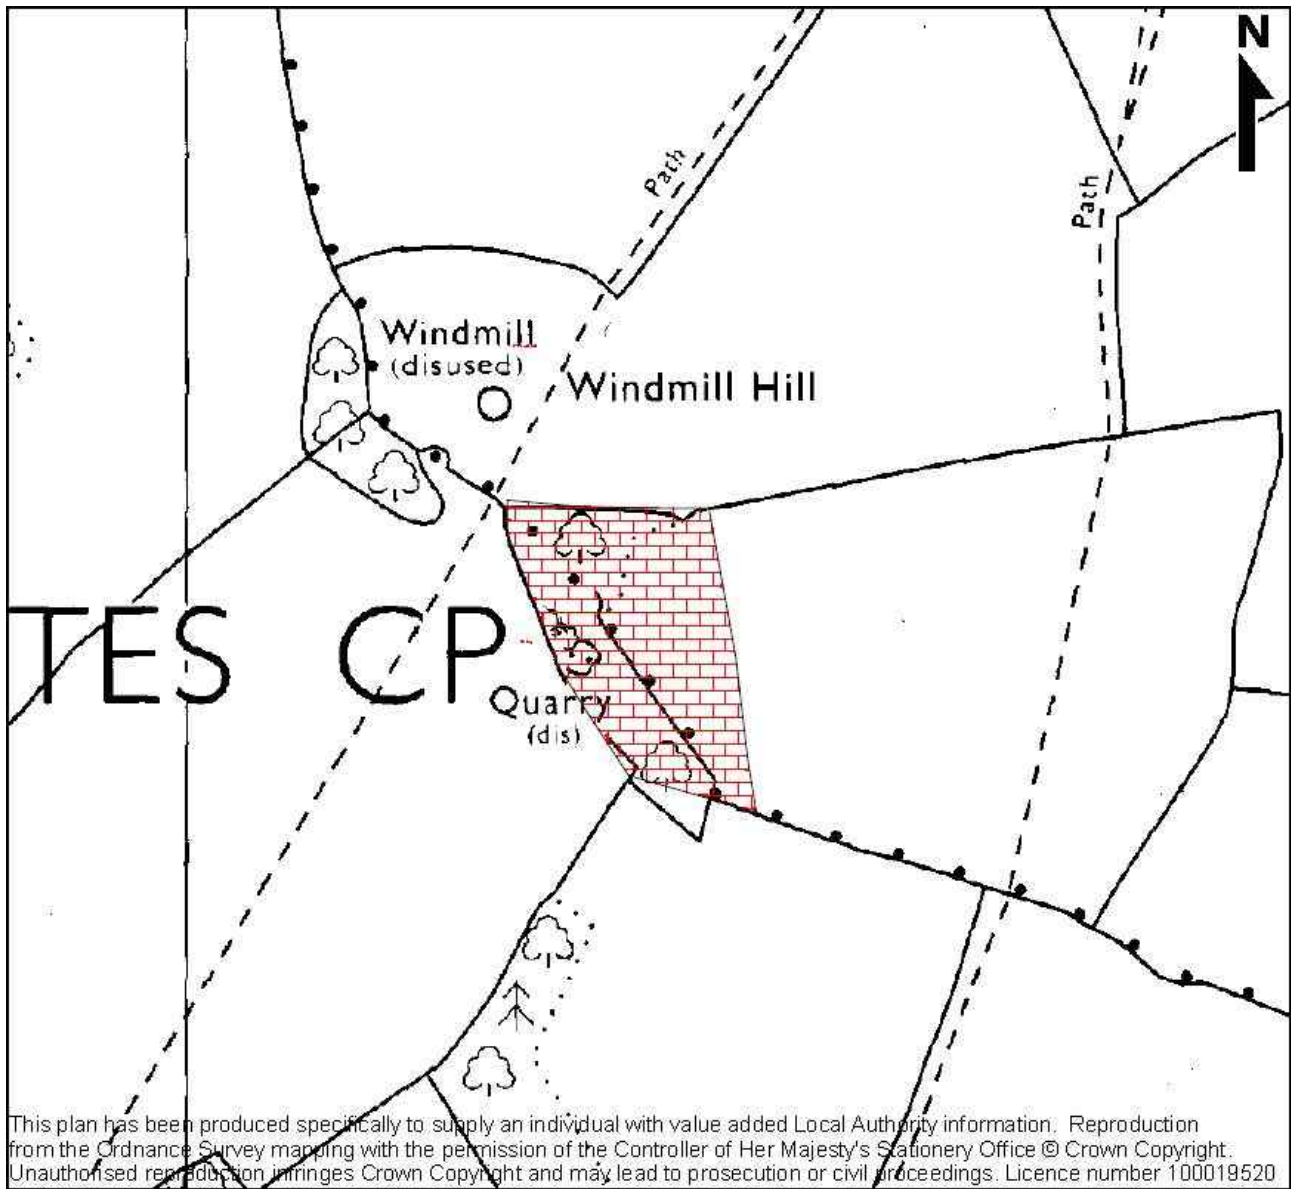 N
Path
Path
Windmill
(disused)
Windmill Hill
TES CP
Quarry
(dis)
This plan has been produced specifically to supply an individual with value added Local Authority information. Reproduction
from the Ordnance Survey mapping with the permission of the Controller of Her Majesty's Stationery Office © Crown Copyright.
Unauthorised reproduction infringes Crown Copyright and may lead to prosecution or civil proceedings. Licence number 100019520